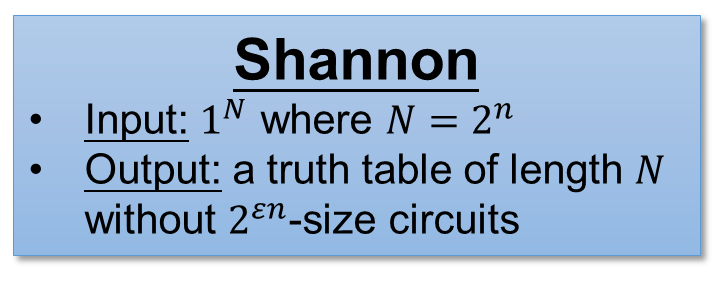 Shannon
• Input: 1^N where N = 2^n
• Output: a truth table of length N
without 2^{εn}-size circuits